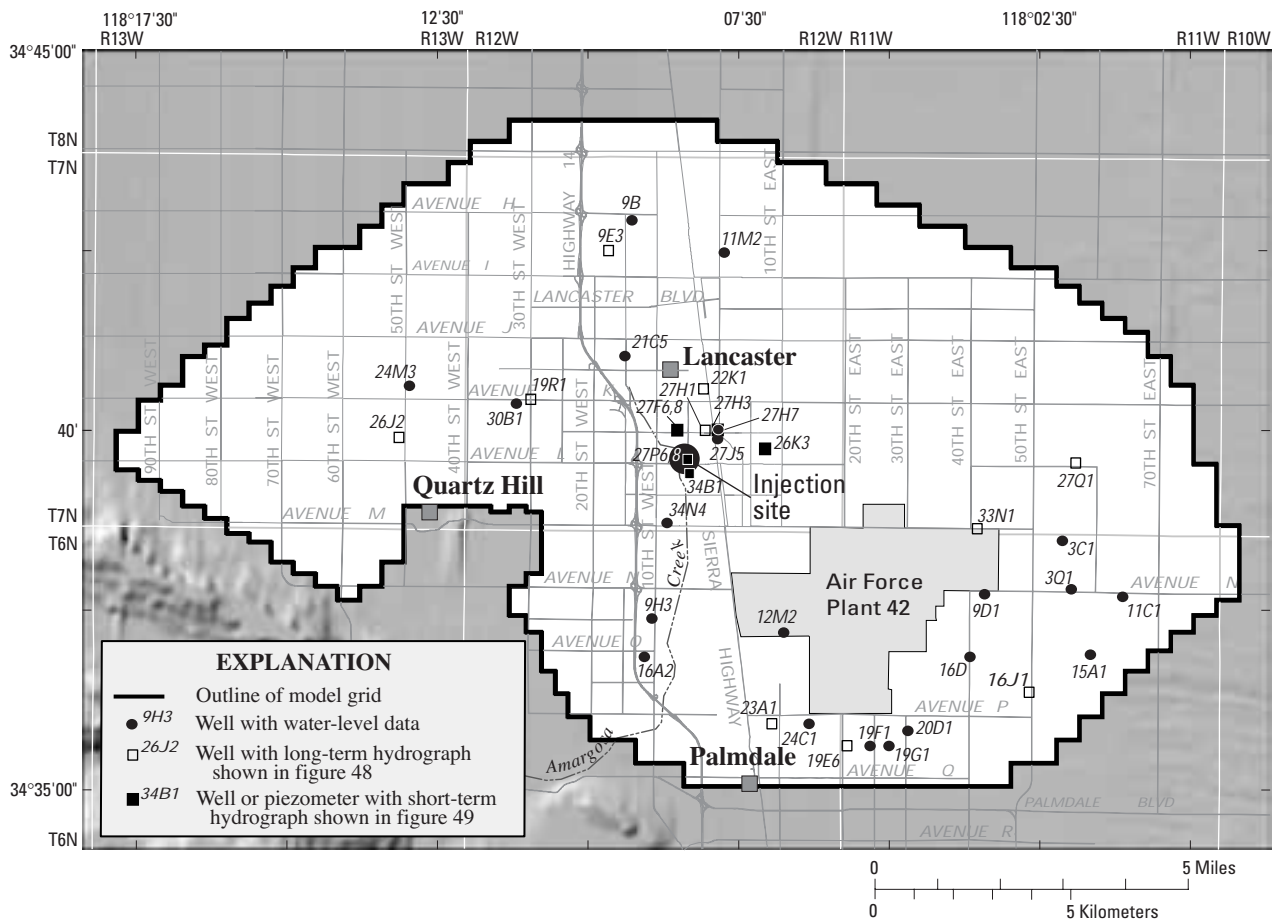 118°17'30"
12'30"
07'30"
118°02'30"
R13W
R13W R12W
R12W R11W
R11W R10W
34°45'00"
T8N
T7N
40'
T7N
T6N
34°35'00"
T6N
HIGHWAY 14
10TH ST EAST
AVENUE H
9B
9E3
11M2
50TH ST WEST
30TH ST WEST
AVENUE I
LANCASTER BLVD
AVENUE J
21C5
Lancaster
24M3
22K1
AVENUE K
19R1
27H1
27H3
30B1
27F6,8
27H7
26J2
26K3
27J5
90TH ST WEST
80TH ST WEST
70TH ST WEST
60TH ST WEST
40TH ST WEST
20TH ST WEST
10TH ST WEST
20TH ST EAST
30TH ST EAST
40TH ST EAST
50TH ST EAST
70TH ST EAST
AVENUE L
27P6,8
27Q1
34B1
Injection
site
Quartz Hill
AVENUE M
34N4
33N1
SIERRA
HIGHWAY
3C1
Creek
Air Force
Plant 42
AVENUE N
AVENUE N
3Q1
9D1
11C1
9H3
12M2
AVENUE O
16A2
16D
15A1
16J1
23A1
AVENUE P
24C1
19F1
20D1
19E6
19G1
Palmdale
AVENUE Q
Amargosa
PALMDALE BLVD
AVENUE R
EXPLANATION
Outline of model grid
9H3 Well with water-level data
26J2 Well with long-term hydrograph
shown in figure 48
34B1 Well or piezometer with short-term
hydrograph shown in figure 49
0 5 Miles
0 5 Kilometers